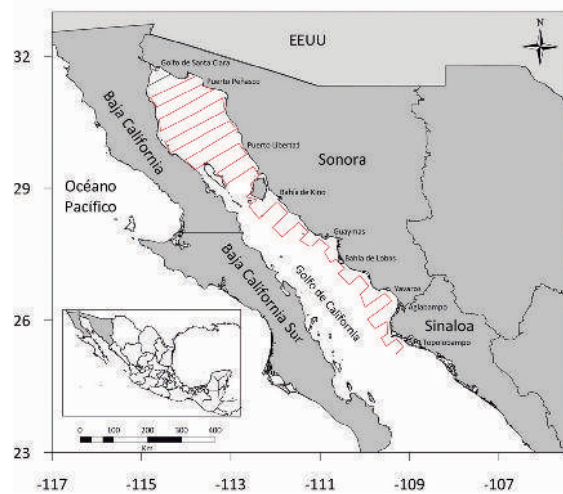 N
EEUU
32
Golfo de Santa Clara
Puerto Peñasco
Baja California
Puerto Libertad
Sonora
Océano
Pacífico
29
Bahía de Kino
Guaymas
Bahía de Lobos
Baja California Sur
Golfo de California
Yavaros
Agiabampo
26
Sinaloa
Topolobampo
0 100 200 300 400
Km
23
-117 -115 -113 -111 -109 -107